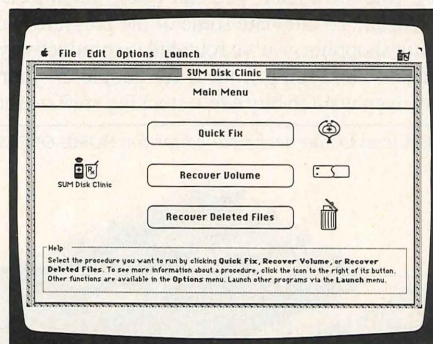 File Edit Options Launch
SUM Disk Clinic
Main Menu
Quick Fix
Rx
SUM Disk Clinic
Recover Volume
Recover Deleted Files
Help
Select the procedure you want to run by clicking Quick Fix, Recover Volume, or Recover
Deleted Files. To see more information about a procedure, click the icon to the right of its button.
Other functions are available in the Options menu. Launch other programs via the Launch menu.